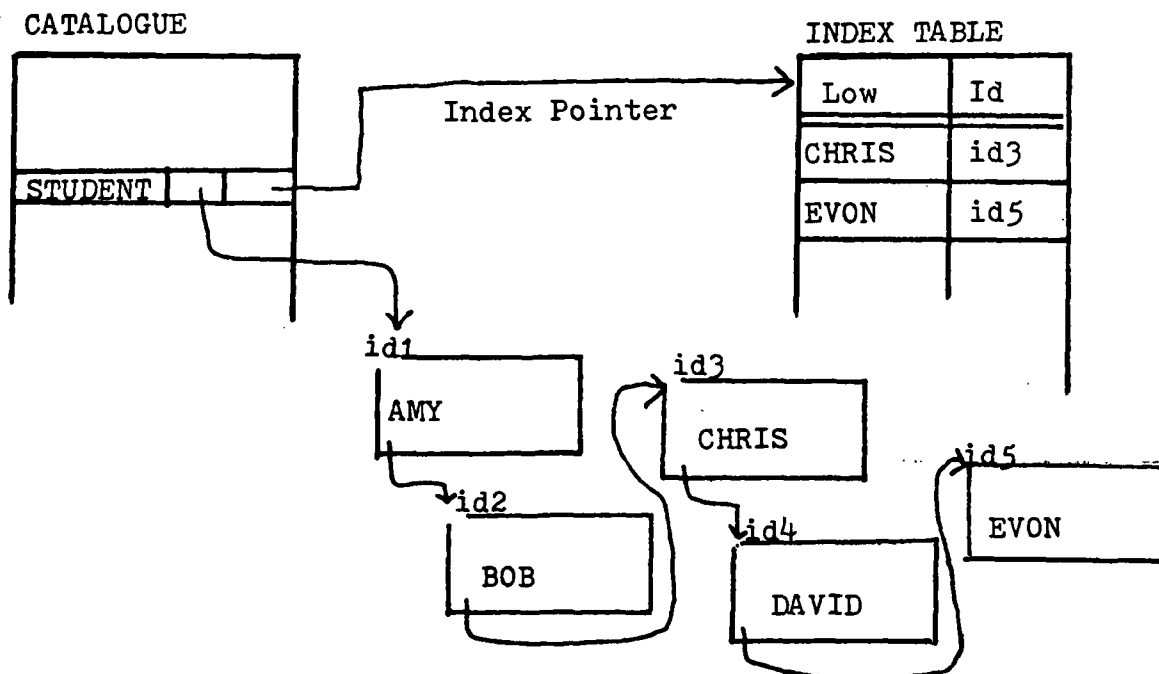 CATALOGUE
INDEX TABLE
Low Id
Index Pointer
CHRIS id3
STUDENT
EVON id5
id1
AMY
id3
CHRIS
id2
BOB
id5
EVON
id4
DAVID